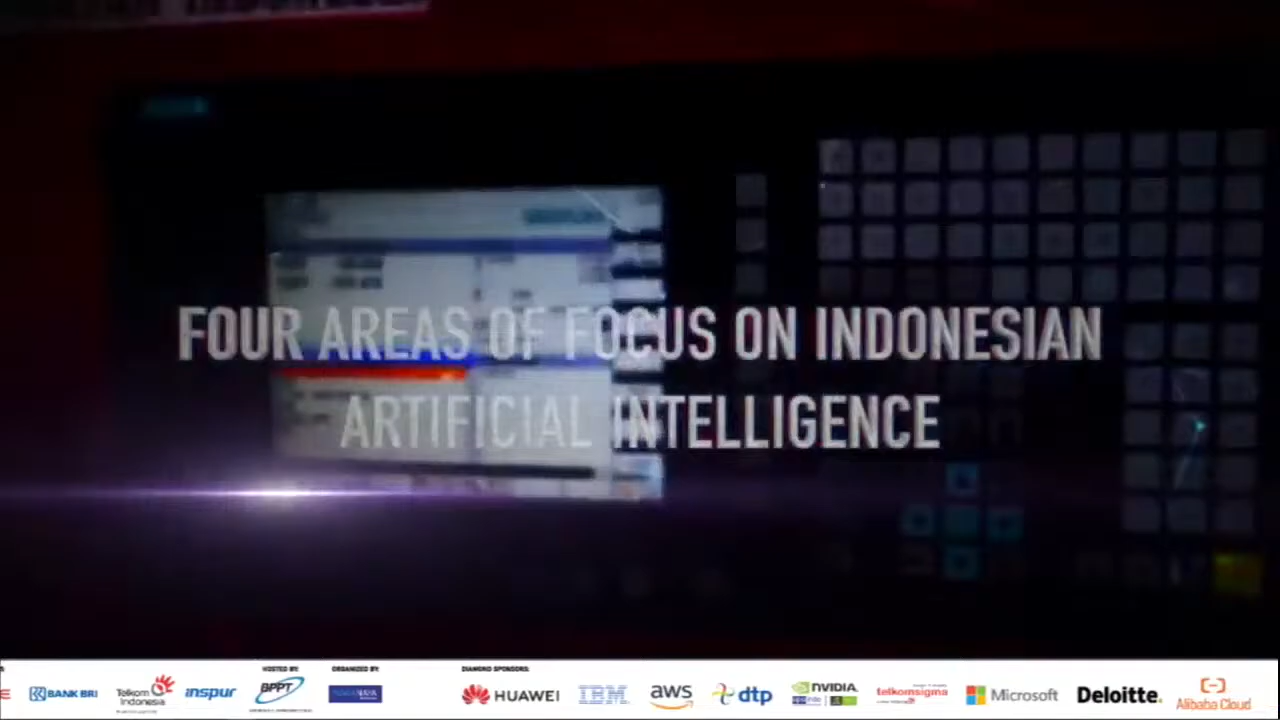 FOUR AREAS OF FOCUS ON INDONESIAN
ARTIFICIAL INTELLIGENCE
HOSTED BY:
ORGANIZED BY:
DIAMOND SPONSORS:
BANK BRI
Telkom
Indonesia
inspur
BPPT
HUAWEI
IBM
aws
dtp
NVIDIA
telkomsigma
Microsoft
Deloitte.
Alibaba Cloud